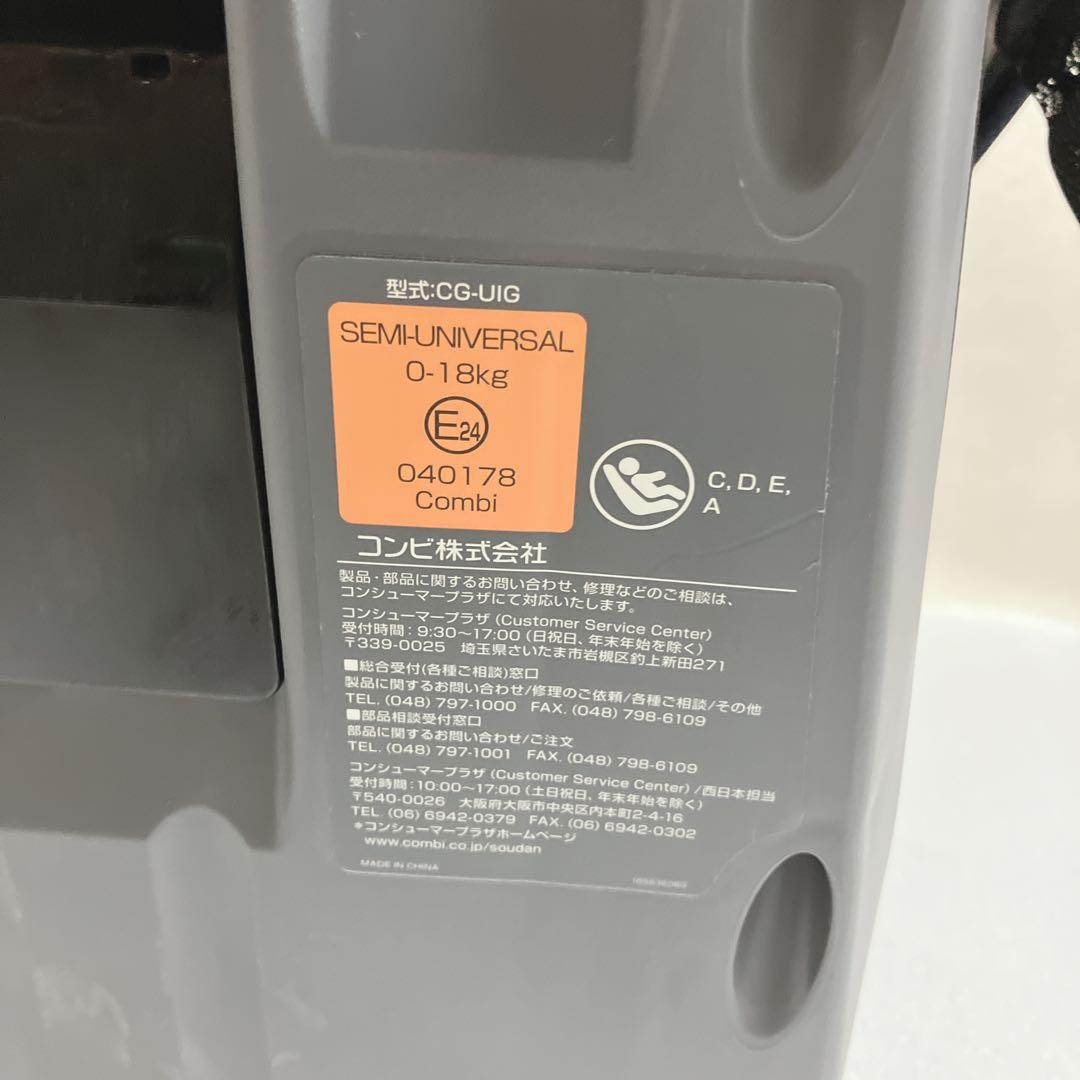 型式:CG-UIG
SEMI-UNIVERSAL
0-18kg
E24
040178
Combi
C, D, E,
A
コンビ株式会社
製品・部品に関するお問い合わせ、修理などのご相談は、
コンシューマープラザにて対応いたします。
コンシューマープラザ (Customer Service Center)
受付時間：9:30～17:00 (日祝日、年末年始を除く)
〒339-0025 埼玉県さいたま市岩槻区釣上新田271
■総合受付(各種ご相談)窓口
製品に関するお問い合わせ/修理のご依頼/各種ご相談/その他
TEL. (048) 797-1000 FAX. (048) 798-6109
■部品相談受付窓口
部品に関するお問い合わせ/ご注文
TEL. (048) 797-1001 FAX. (048) 798-6109
コンシューマープラザ (Customer Service Center) /西日本担当
受付時間：10:00～17:00 (土日祝日、年末年始を除く)
〒540-0026 大阪府大阪市中央区内本町2-4-16
TEL. (06) 6942-0379 FAX. (06) 6942-0302
*コンシューマープラザホームページ
www.combi.co.jp/soudan
MADE IN CHINA